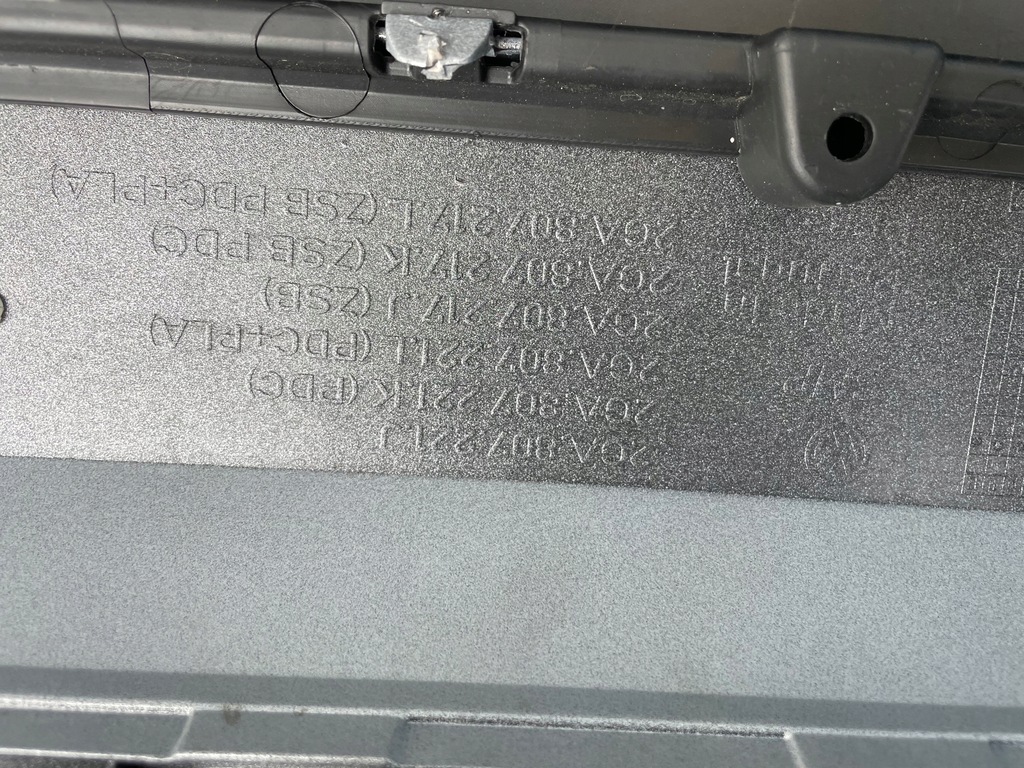 2GA.807.221.J
2GA.807.221.K (PDC)
2GA.807.221.L (PDC+PLA)
2GA.807.217.J (ZSB)
2GA.807.217.K (ZSB PDC)
2GA.807.217.L (ZSB PDC+PLA)